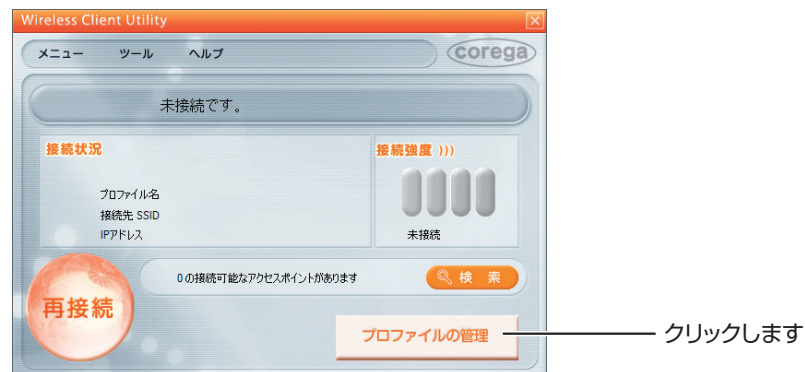 Wireless Client Utility
メニュー ツール ヘルプ
corega
未接続です。
接続状況
接続強度 )))
プロファイル名
接続先 SSID
IPアドレス
未接続
0 の接続可能なアクセスポイントがあります
検 索
再接続
プロファイルの管理
クリックします